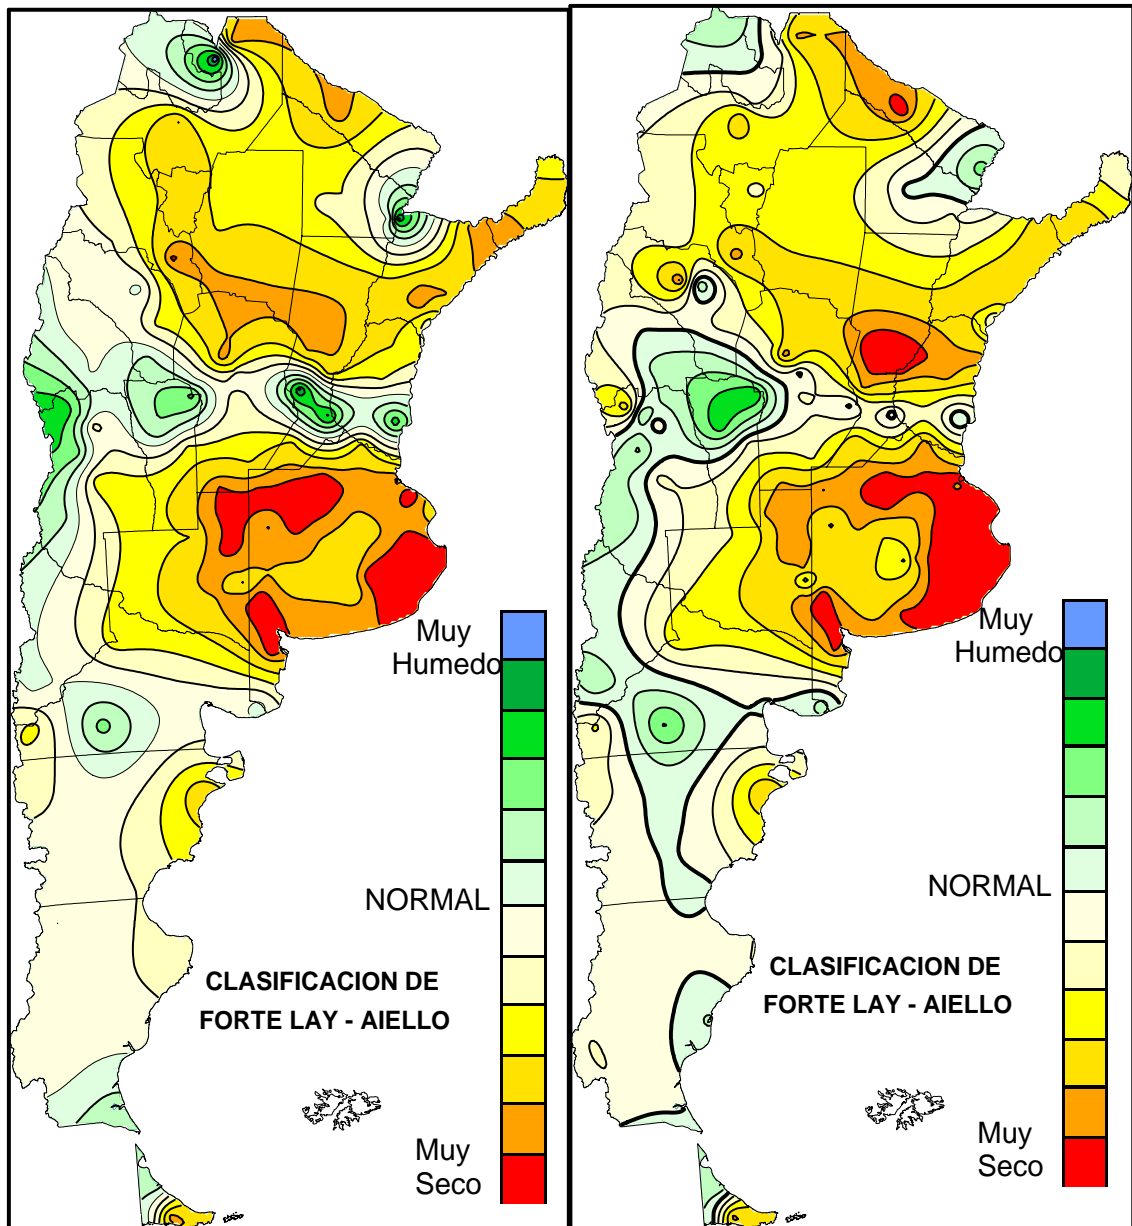 Muy
Humedo
NORMAL
CLASIFICACION DE
FORTE LAY - AIELLO
Muy
Seco
Muy
Humedo
NORMAL
CLASIFICACION DE
FORTE LAY - AIELLO
Muy
Seco